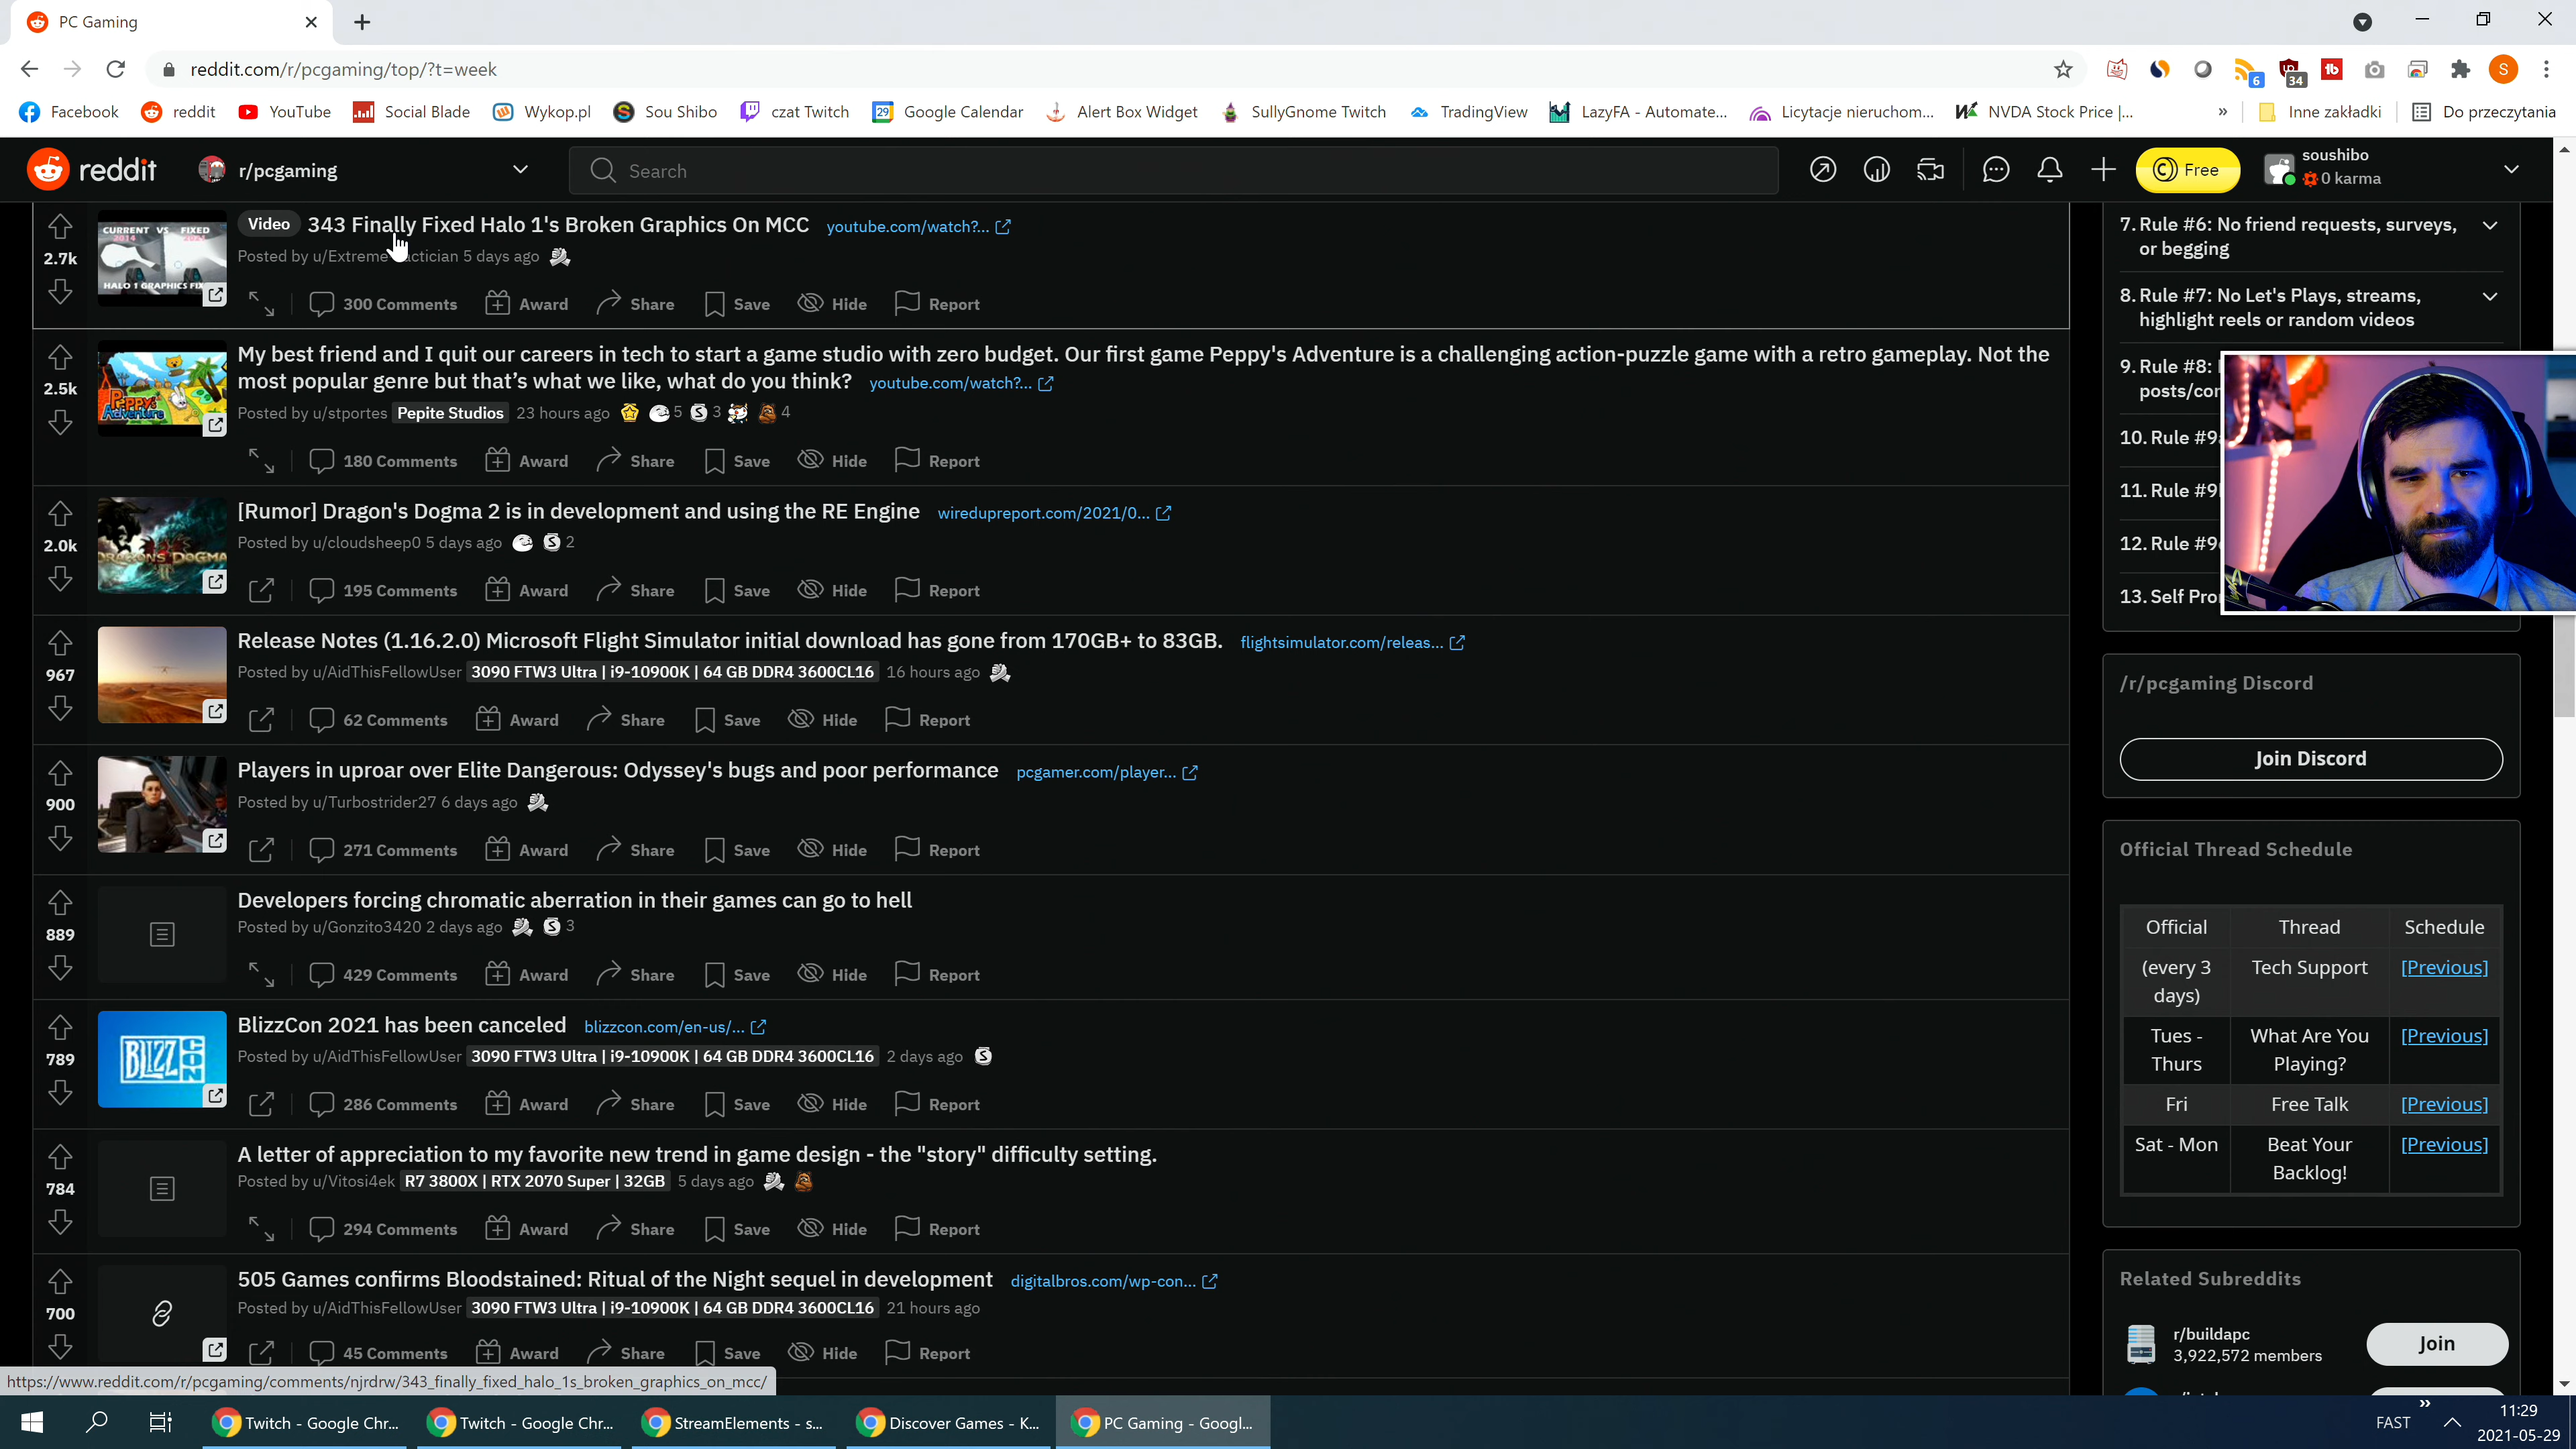 PC Gaming
reddit.com/r/pcgaming/top/?t=week
6
34
S
Facebook
reddit
YouTube
Social Blade
Wykop.pl
Sou Shibo
czat Twitch
29 Google Calendar
Alert Box Widget
SullyGnome Twitch
TradingView
LazyFA - Automate...
Licytacje nieruchom...
NVDA Stock Price |...
»
Inne zakładki
Do przeczytania
reddit
r/pcgaming
Search
Free
soushibo
0 karma
2.7k
CURRENT VS FIXED
2014
HALO 1 GRAPHICS FIX
Video 343 Finally Fixed Halo 1's Broken Graphics On MCC youtube.com/watch?...
Posted by u/Extreme actician 5 days ago
300 Comments Award Share Save Hide Report
2.5k
Peppy's
Adventure
My best friend and I quit our careers in tech to start a game studio with zero budget. Our first game Peppy's Adventure is a challenging action-puzzle game with a retro gameplay. Not the
most popular genre but that’s what we like, what do you think? youtube.com/watch?...
Posted by u/stportes Pepite Studios 23 hours ago 5 3 4
180 Comments Award Share Save Hide Report
2.0k
DRAGON'S DOGMA
[Rumor] Dragon's Dogma 2 is in development and using the RE Engine wiredupreport.com/2021/0...
Posted by u/cloudsheep0 5 days ago 2
195 Comments Award Share Save Hide Report
967
Release Notes (1.16.2.0) Microsoft Flight Simulator initial download has gone from 170GB+ to 83GB. flightsimulator.com/releas...
Posted by u/AidThisFellowUser 3090 FTW3 Ultra | i9-10900K | 64 GB DDR4 3600CL16 16 hours ago
62 Comments Award Share Save Hide Report
900
Players in uproar over Elite Dangerous: Odyssey's bugs and poor performance pcgamer.com/player...
Posted by u/Turbostrider27 6 days ago
271 Comments Award Share Save Hide Report
889
Developers forcing chromatic aberration in their games can go to hell
Posted by u/Gonzito3420 2 days ago 3
429 Comments Award Share Save Hide Report
789
BLIZZ
CON
BlizzCon 2021 has been canceled blizzcon.com/en-us/...
Posted by u/AidThisFellowUser 3090 FTW3 Ultra | i9-10900K | 64 GB DDR4 3600CL16 2 days ago
286 Comments Award Share Save Hide Report
784
A letter of appreciation to my favorite new trend in game design - the "story" difficulty setting.
Posted by u/Vitosi4ek R7 3800X | RTX 2070 Super | 32GB 5 days ago
294 Comments Award Share Save Hide Report
700
505 Games confirms Bloodstained: Ritual of the Night sequel in development digitalbros.com/wp-con...
Posted by u/AidThisFellowUser 3090 FTW3 Ultra | i9-10900K | 64 GB DDR4 3600CL16 21 hours ago
45 Comments Award Share Save Hide Report
7. Rule #6: No friend requests, surveys,
or begging
8. Rule #7: No Let's Plays, streams,
highlight reels or random videos
9. Rule #8:
posts/co
10. Rule #9
11. Rule #9
12. Rule #9
13. Self Pro
/r/pcgaming Discord
Join Discord
Official Thread Schedule
Official Thread Schedule
(every 3
days) Tech Support [Previous]
Tues -
Thurs What Are You
Playing? [Previous]
Fri Free Talk [Previous]
Sat - Mon Beat Your
Backlog! [Previous]
Related Subreddits
r/buildapc
3,922,572 members
Join
https://www.reddit.com/r/pcgaming/comments/njrdrw/343_finally_fixed_halo_1s_broken_graphics_on_mcc/
Twitch - Google Chr...
Twitch - Google Chr...
StreamElements - s...
Discover Games - K...
PC Gaming - Googl...
FAST
»
11:29
2021-05-29